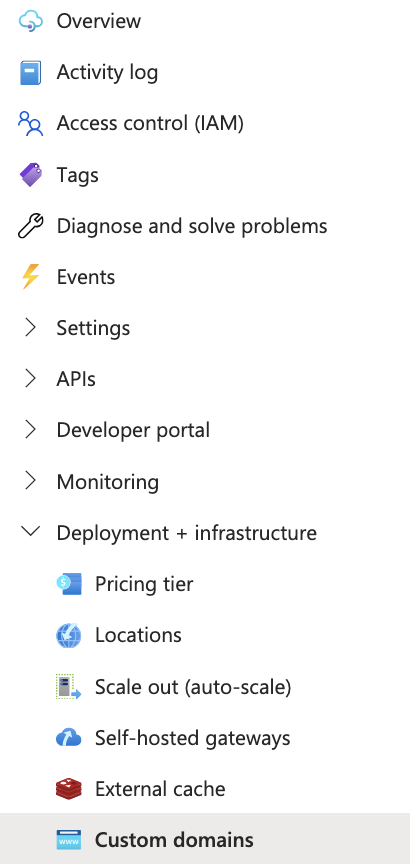 Overview
Activity log
Access control (IAM)
Tags
Diagnose and solve problems
Events
Settings
APIs
Developer portal
Monitoring
Deployment + infrastructure
Pricing tier
Locations
Scale out (auto-scale)
Self-hosted gateways
External cache
www Custom domains